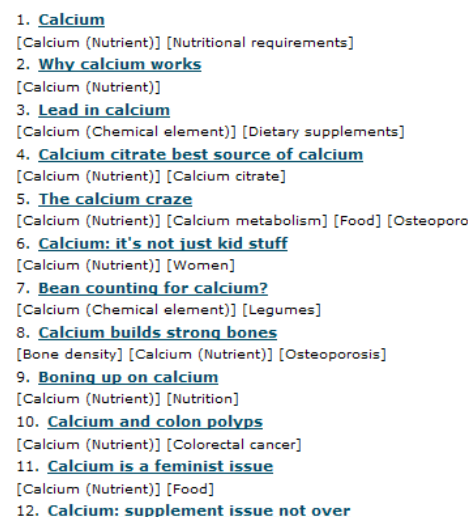 1. Calcium
[Calcium (Nutrient)] [Nutritional requirements]
2. Why calcium works
[Calcium (Nutrient)]
3. Lead in calcium
[Calcium (Chemical element)] [Dietary supplements]
4. Calcium citrate best source of calcium
[Calcium (Nutrient)] [Calcium citrate]
5. The calcium craze
[Calcium (Nutrient)] [Calcium metabolism] [Food] [Osteoporo
6. Calcium: it's not just kid stuff
[Calcium (Nutrient)] [Women]
7. Bean counting for calcium?
[Calcium (Chemical element)] [Legumes]
8. Calcium builds strong bones
[Bone density] [Calcium (Nutrient)] [Osteoporosis]
9. Boning up on calcium
[Calcium (Nutrient)] [Nutrition]
10. Calcium and colon polyps
[Calcium (Nutrient)] [Colorectal cancer]
11. Calcium is a feminist issue
[Calcium (Nutrient)] [Food]
12. Calcium: supplement issue not over